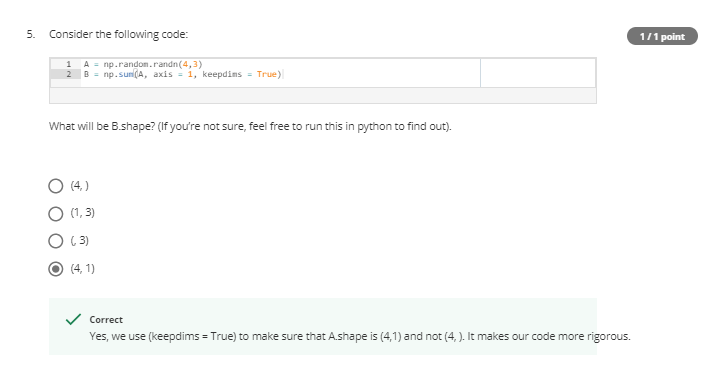 5. Consider the following code:
1 / 1 point
1 A = np.random.randn(4,3)
2 B = np.sum(A, axis = 1, keepdims = True)
What will be B.shape? (If you're not sure, feel free to run this in python to find out).
(4, )
(1, 3)
(, 3)
(4, 1)
Correct
Yes, we use (keepdims = True) to make sure that A.shape is (4,1) and not (4, ). It makes our code more rigorous.